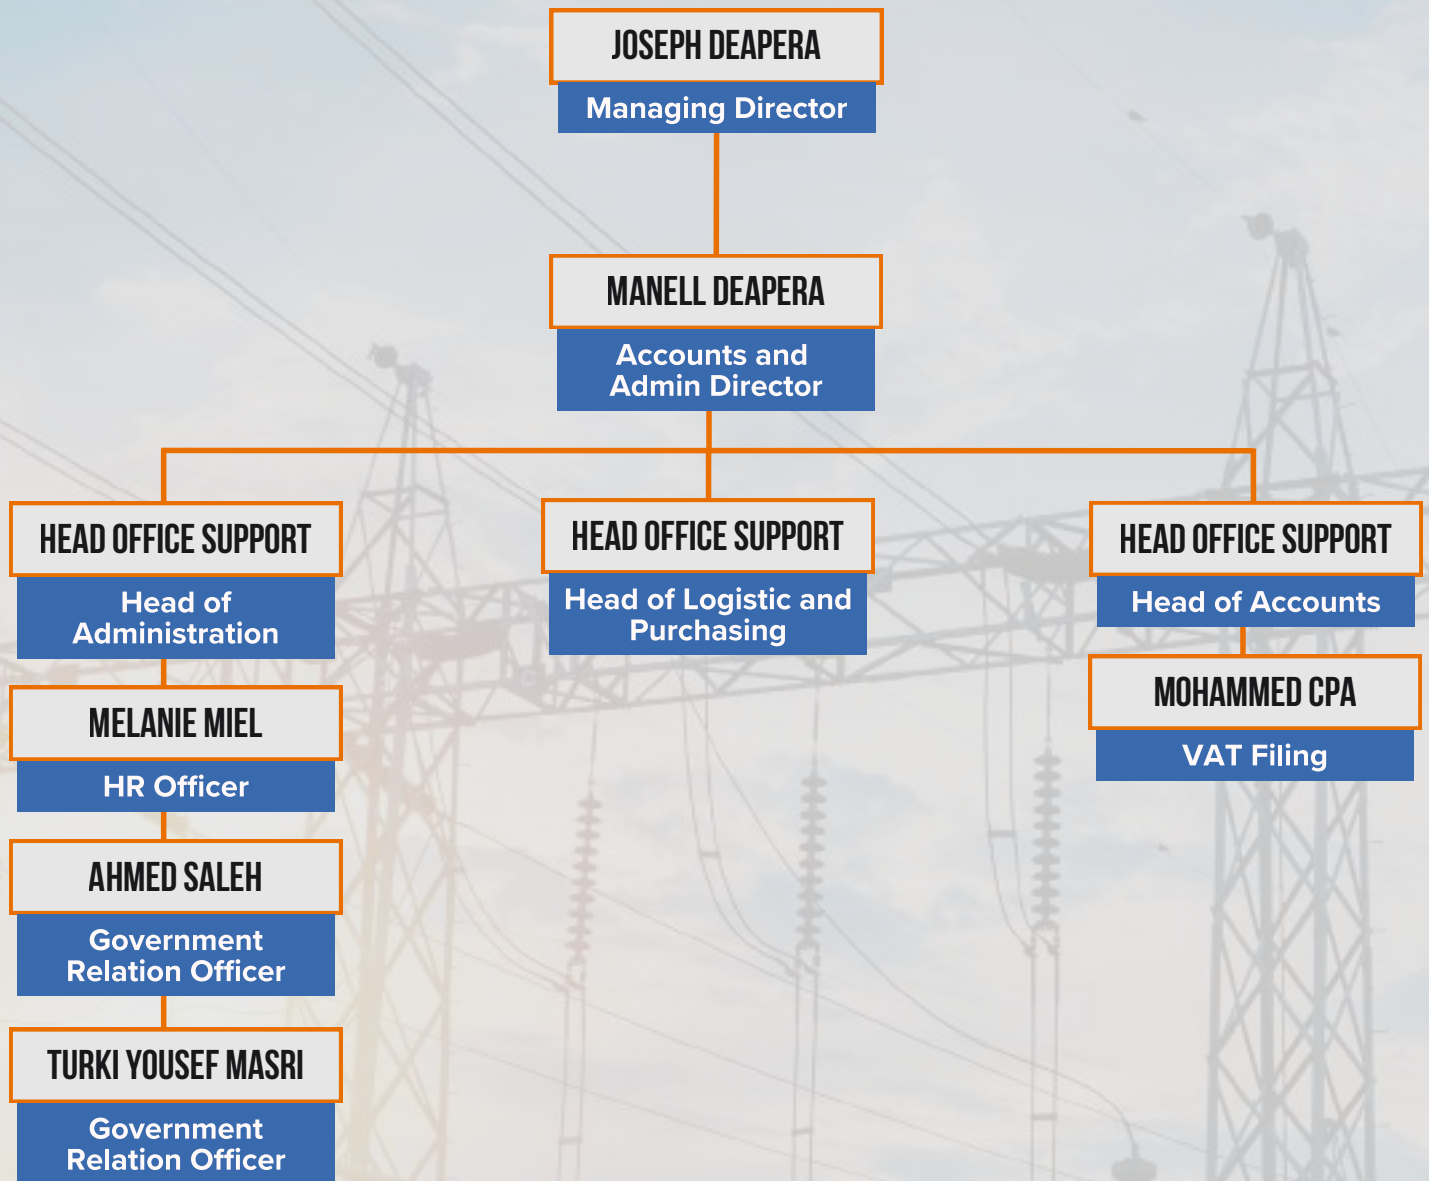 JOSEPH DEAPERA
Managing Director
MANELL DEAPERA
Accounts and
Admin Director
HEAD OFFICE SUPPORT
Head of
Administration
MELANIE MIEL
HR Officer
AHMED SALEH
Government
Relation Officer
TURKI YOUSEF MASRI
Government
Relation Officer
HEAD OFFICE SUPPORT
Head of Logistic and
Purchasing
HEAD OFFICE SUPPORT
Head of Accounts
MOHAMMED CPA
VAT Filing